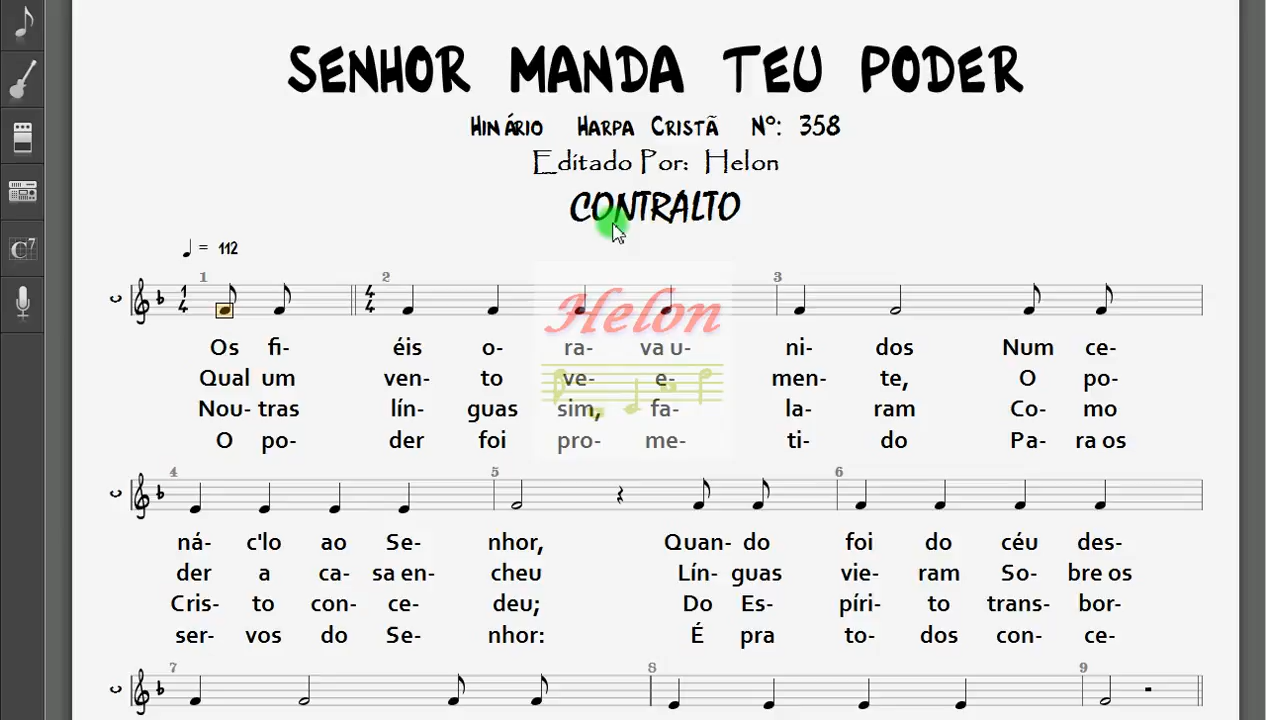 SENHOR MANDA TEU PODER
HINÁRIO HARPA CRISTÃ Nº: 358
Editado Por: Helon
CONTRALTO
= 112
1 2 3
1 4 4 4
Helon
Os fi- éis o- ra- va u- ni- dos Num ce-
Qual um ven- to ve- e- men- te, O po-
Nou- tras lín- guas sim, fa- la- ram Co- mo
O po- der foi pro- me- ti- do Pa- ra os
4 5 6
ná- c'lo ao Se- nhor, Quan- do foi do céu des-
der a ca- sa en- cheu Lín- guas vie- ram So- bre os
Cris- to con- ce- deu; Do Es- píri- to trans- bor-
ser- vos do Se- nhor: É pra to- dos con- ce-
7 8 9
C7